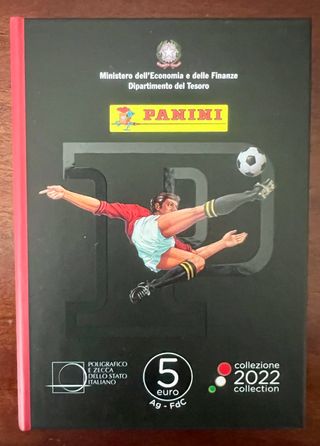 Ministero dell'Economia e delle Finanze
Dipartimento del Tesoro
PANINI
P
POLIGRAFICO
E ZECCA
DELLO STATO
ITALIANO
5
euro
Ag - FdC
collezione
2022
collection